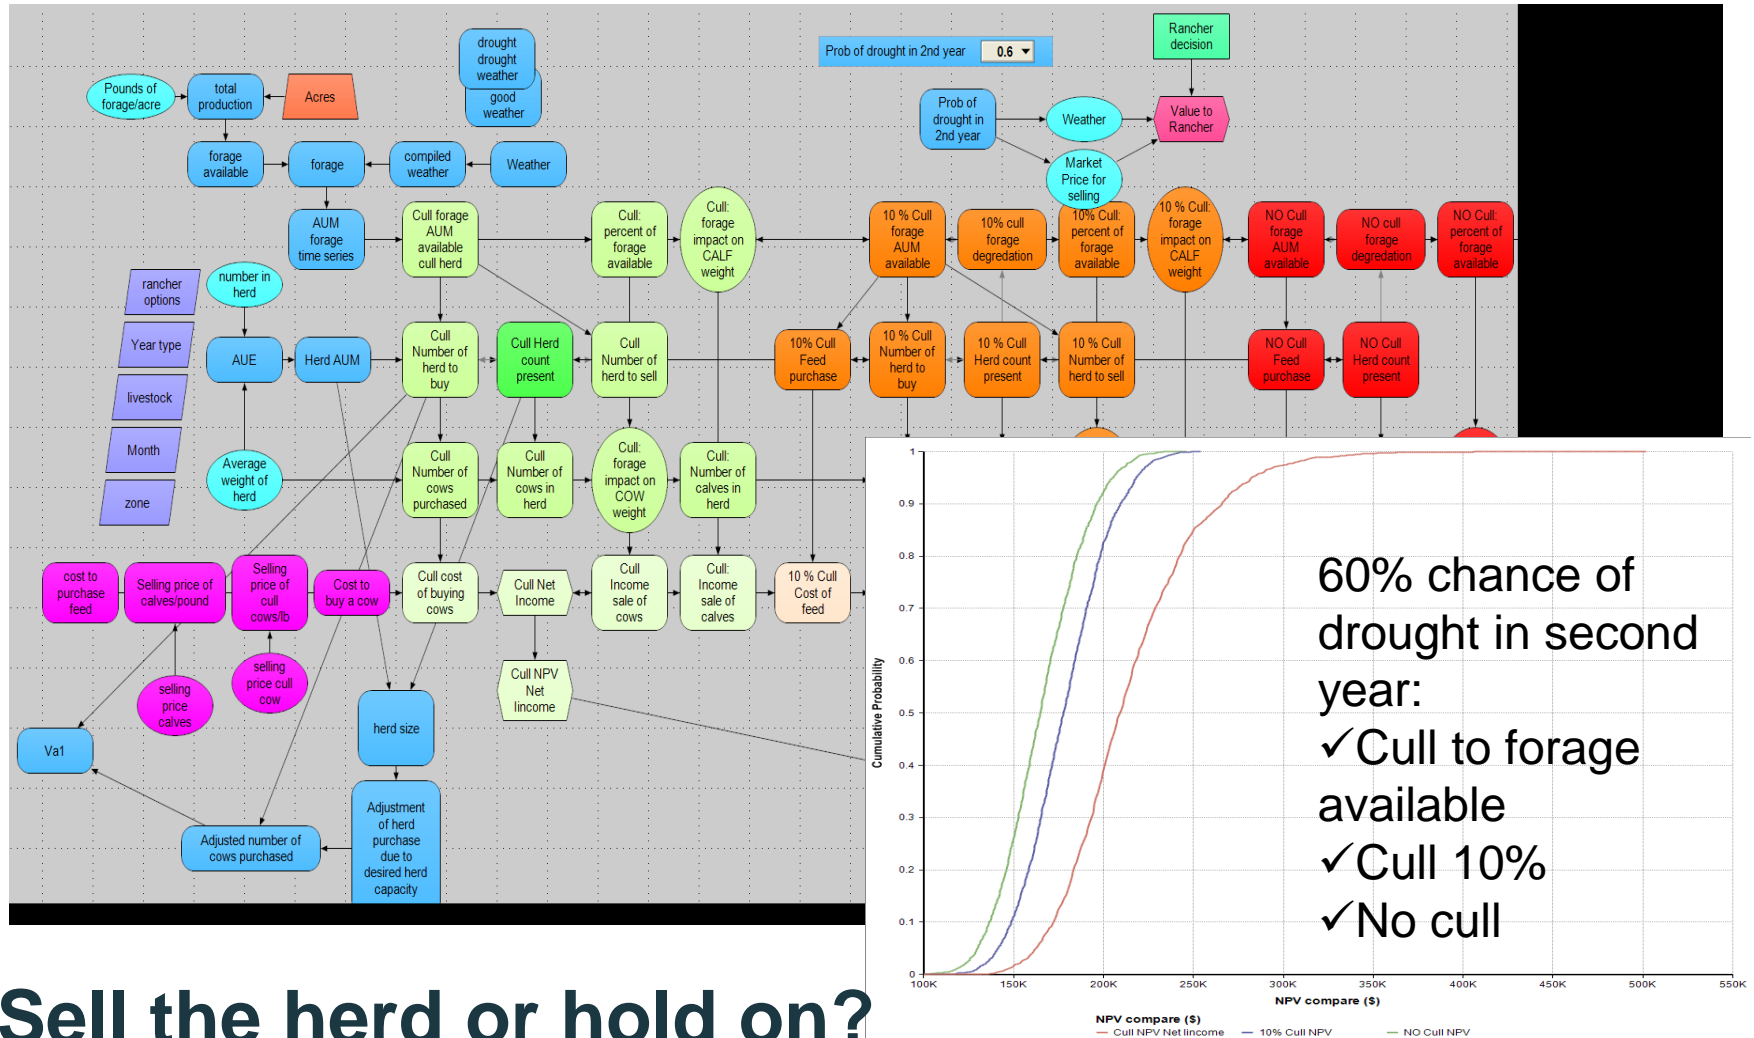 drought
drought
weather
good
weather
Prob of drought in 2nd year 0.6
Rancher
decision
Pounds of
forage/acre
total
production
Acres
Prob of
drought in
2nd year
Weather
Value to
Rancher
forage
available
forage
compiled
weather
Weather
Market
Price for
selling
AUM
forage
time series
Cull forage
AUM
available
cull herd
Cull:
percent of
forage
available
Cull:
forage
impact on
CALF
weight
10 % Cull
forage
AUM
available
10% cull
forage
degredation
10% Cull:
percent of
forage
available
10 % Cull:
forage
impact on
CALF
weight
NO Cull
forage
AUM
available
NO cull
forage
degredation
NO Cull:
percent of
forage
available
rancher
options
number in
herd
Year type
AUE
Herd AUM
Cull
Number of
herd to
buy
Cull Herd
count
present
Cull
Number of
herd to sell
10% Cull
Feed
purchase
10 % Cull
Number of
herd to
buy
10 % Cull
Herd count
present
10 % Cull
Number of
herd to sell
NO Cull
Feed
purchase
NO Cull
Herd count
present
livestock
Month
zone
Average
weight of
herd
Cull
Number of
cows
purchased
Cull
Number of
cows in
herd
Cull:
forage
impact on
COW
weight
Cull:
Number of
calves in
herd
cost to
purchase
feed
Selling price of
calves/pound
Selling
price of
cull
cows/lb
Cost to
buy a cow
Cull cost
of buying
cows
Cull Net
Income
Cull
Income
sale of
cows
Cull:
Income
sale of
calves
10 % Cull
Cost of
feed
selling
price
calves
selling
price cull
cow
Cull NPV
Net
Iincome
Va1
herd size
Adjustment
of herd
purchase
due to
desired herd
capacity
Adjusted number of
cows purchased
1
0.9
0.8
0.7
0.6
0.5
0.4
0.3
0.2
0.1
0
Cumulative Probability
100K 150K 200K 250K 300K 350K 400K 450K 500K 550K
NPV compare ($)
NPV compare ($)
Cull NPV Net Iincome 10% Cull NPV NO Cull NPV
60% chance of
drought in second
year:
✓Cull to forage
available
✓Cull 10%
✓No cull
Sell the herd or hold on?